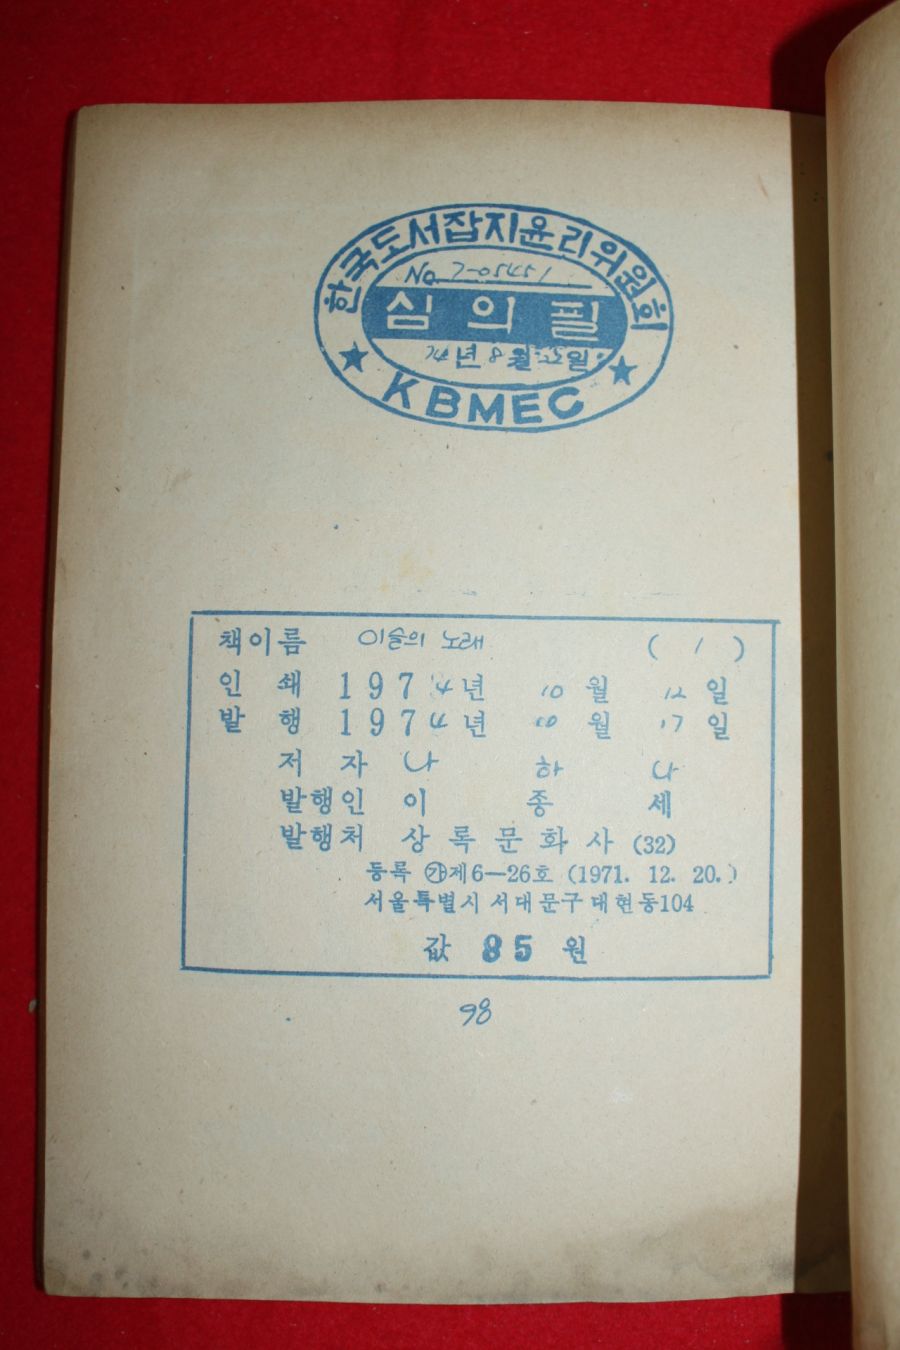 한국도서잡지윤리위원회
No 7-05451
심의필
74년 8월 22일
KBMEC
책이름 이슬의 노래 ( 1 )
인쇄 1974년 10월 12일
발행 1974년 10월 17일
저자 나하나
발행인 이종세
발행처 상록문화사 (32)
등록 ㉮제6—26호 (1971. 12. 20.)
서울특별시 서대문구 대현동104
값 85원
98